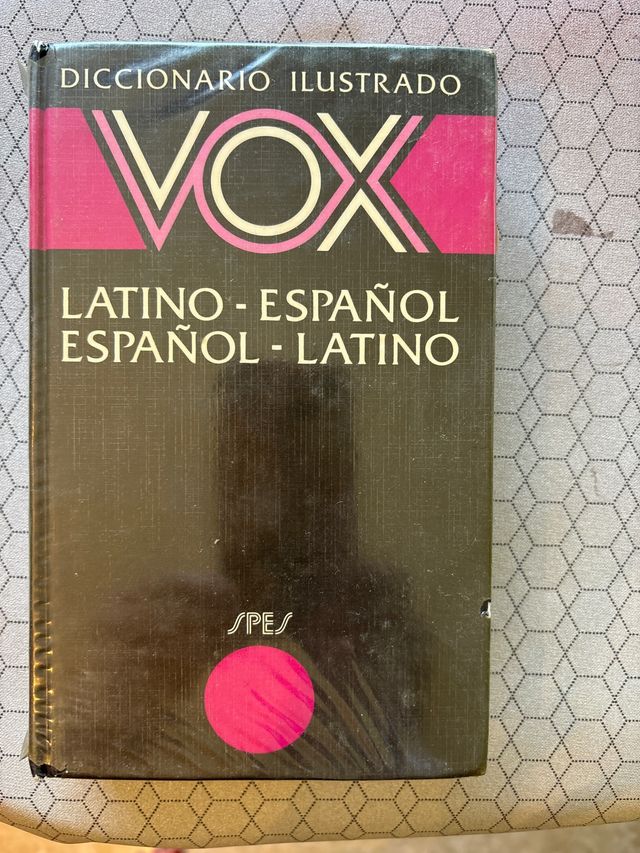 DICCIONARIO ILUSTRADO
VOX
LATINO - ESPAÑOL
ESPAÑOL - LATINO
SPES